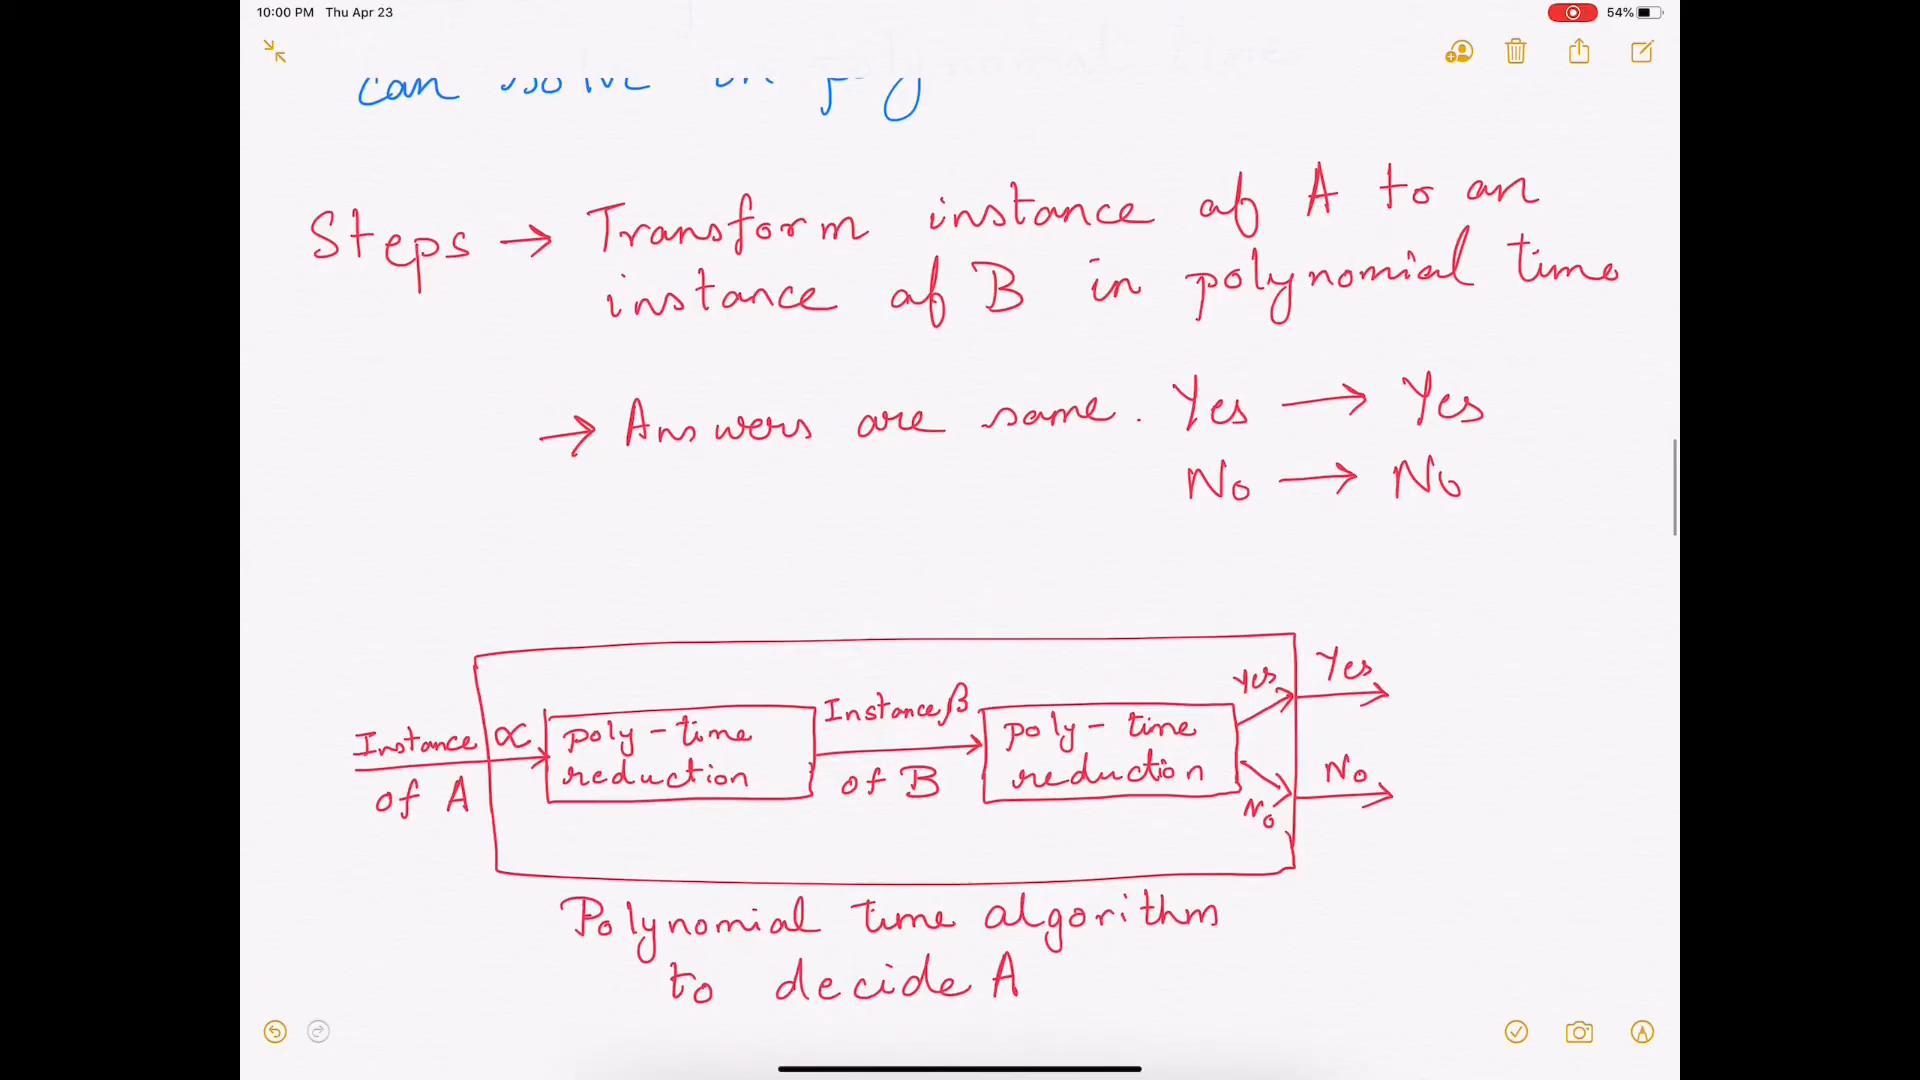 10:00 PM Thu Apr 23
54%
can solve in
Steps → Transform instance of A to an
instance of B in polynomial time
→ Answers are same. Yes → Yes
No → No
Instance α
of A
poly-time
reduction
Instance β
of B
poly-time
reduction
Yes
No
Yes
No
Polynomial time algorithm
to decide A